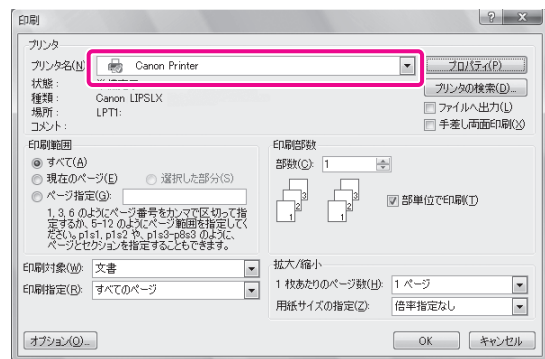 印刷
プリンタ
プリンタ名(N): Canon Printer プロパティ(P)
状態: プリンタの検索(D)...
種類: Canon LIPSLX ファイルへ出力(L)
場所: LPT1: 手差し両面印刷(X)
コメント:
印刷範囲 印刷部数
すべて(A) 部数(C): 1
現在のページ(E) 選択した部分(S)
ページ指定(G): 部単位で印刷(T)
1 2 3 1 2 3
1, 3, 6 のようにページ番号をカンマで区切って指
定するか、5-12 のようにページ範囲を指定してく
ださい。p1s1, p1s2 や、p1s3-p8s3 のように、
ページとセクションを指定することもできます。
印刷対象(W): 文書 拡大/縮小
印刷指定(R): すべてのページ 1 枚あたりのページ数(H): 1 ページ
用紙サイズの指定(Z): 倍率指定なし
オプション(O)... OK キャンセル